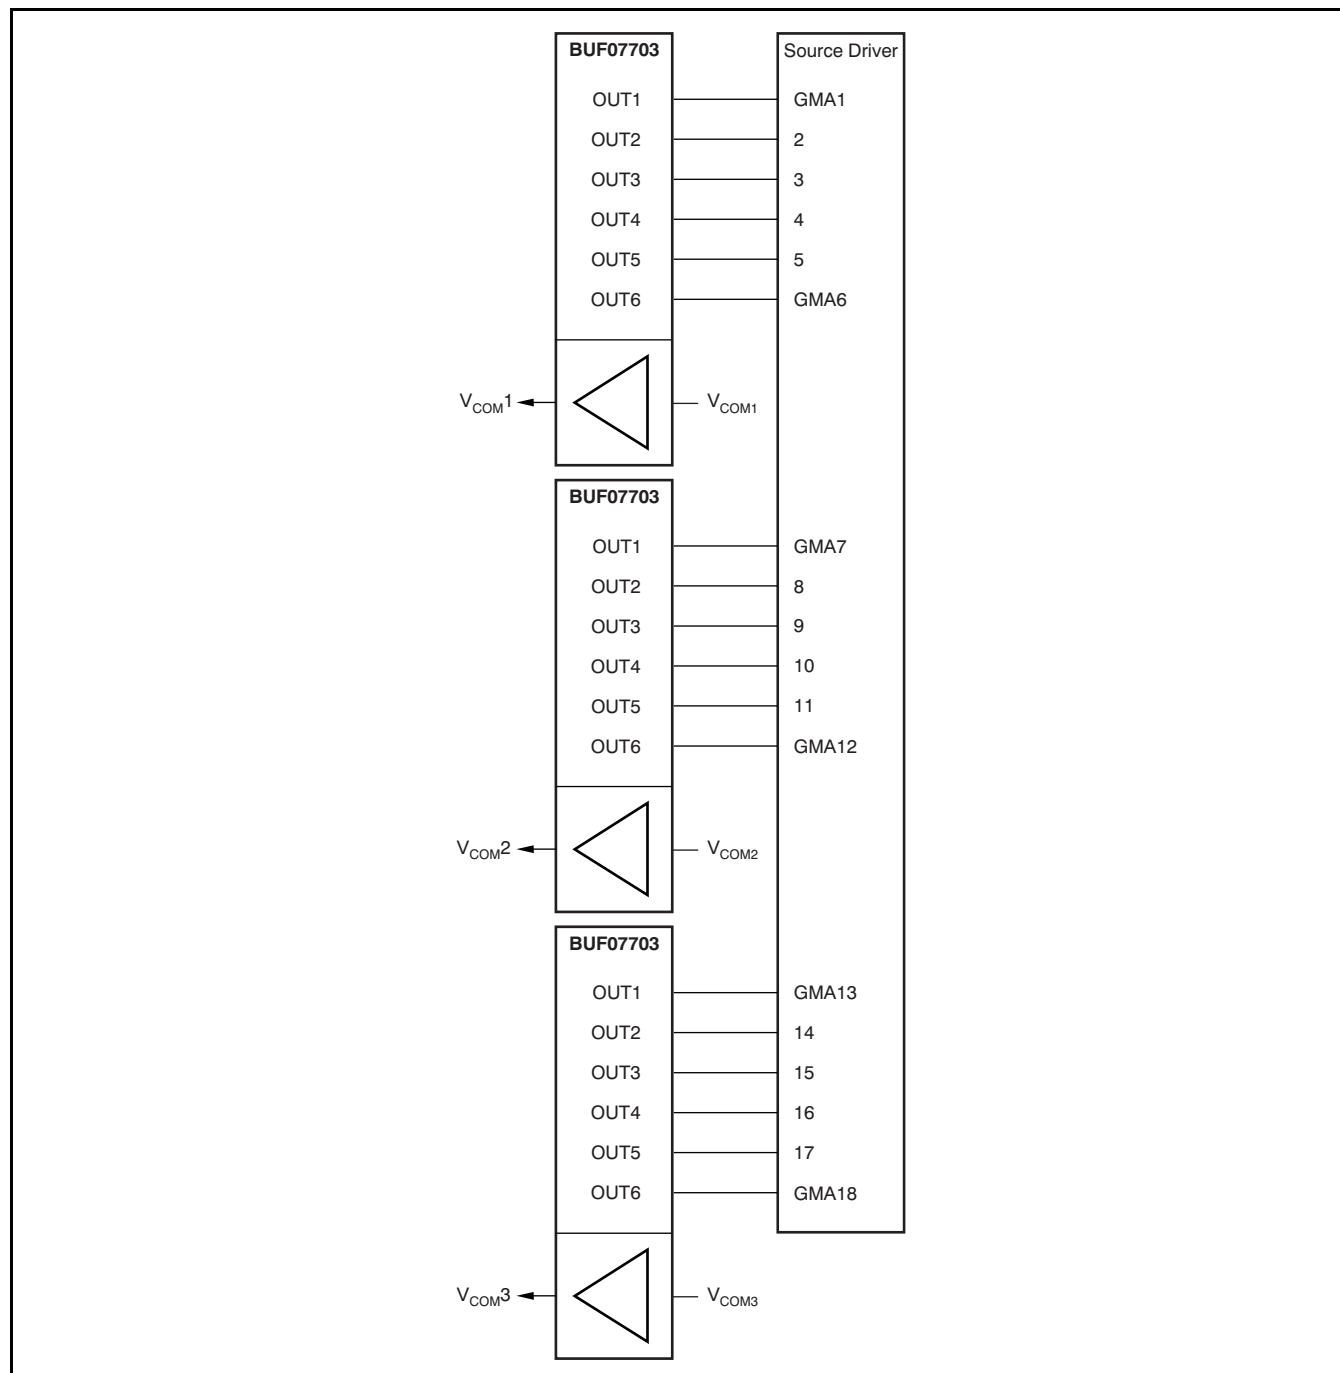 BUF07703 Source Driver
OUT1 GMA1
OUT2 2
OUT3 3
OUT4 4
OUT5 5
OUT6 GMA6
VCOM1 VCOM1
BUF07703
OUT1 GMA7
OUT2 8
OUT3 9
OUT4 10
OUT5 11
OUT6 GMA12
VCOM2 VCOM2
BUF07703
OUT1 GMA13
OUT2 14
OUT3 15
OUT4 16
OUT5 17
OUT6 GMA18
VCOM3 VCOM3